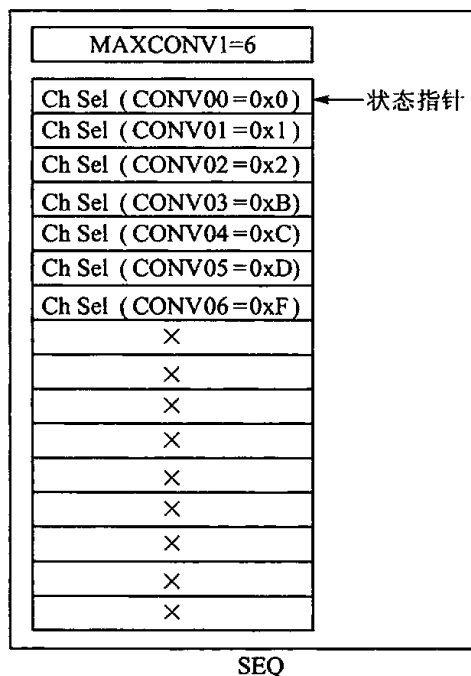 MAXCONV1=6
Ch Sel (CONV00=0x0) 状态指针
Ch Sel (CONV01=0x1)
Ch Sel (CONV02=0x2)
Ch Sel (CONV03=0xB)
Ch Sel (CONV04=0xC)
Ch Sel (CONV05=0xD)
Ch Sel (CONV06=0xF)
×
×
×
×
×
×
×
×
×
SEQ